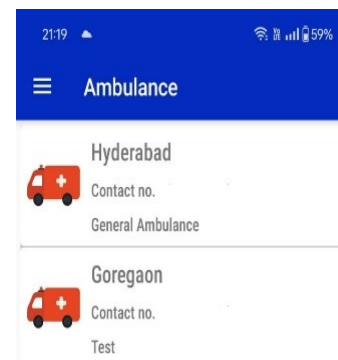 21:19 59%
Ambulance
Hyderabad
Contact no.
General Ambulance
Goregaon
Contact no.
Test